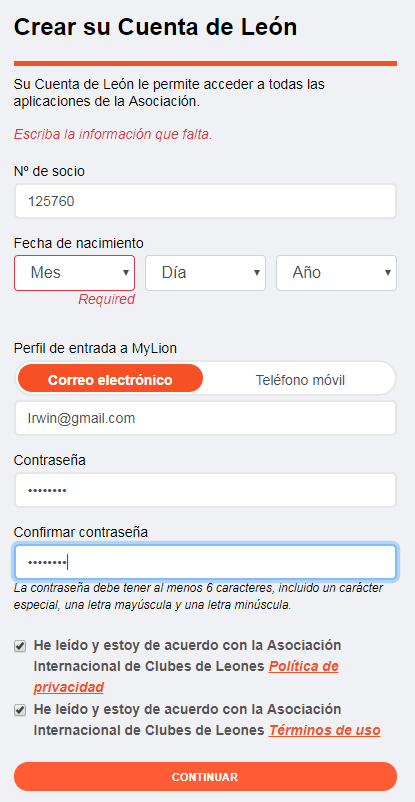 Crear su Cuenta de León
Su Cuenta de León le permite acceder a todas las
aplicaciones de la Asociación.
Escriba la información que falta.
Nº de socio
125760
Fecha de nacimiento
Mes Día Año
Required
Perfil de entrada a MyLion
Correo electrónico Teléfono móvil
Irwin@gmail.com
Contraseña
••••••••
Confirmar contraseña
••••••••
La contraseña debe tener al menos 6 caracteres, incluido un carácter
especial, una letra mayúscula y una letra minúscula.
He leído y estoy de acuerdo con la Asociación
Internacional de Clubes de Leones Política de
privacidad
He leído y estoy de acuerdo con la Asociación
Internacional de Clubes de Leones Términos de uso
CONTINUAR